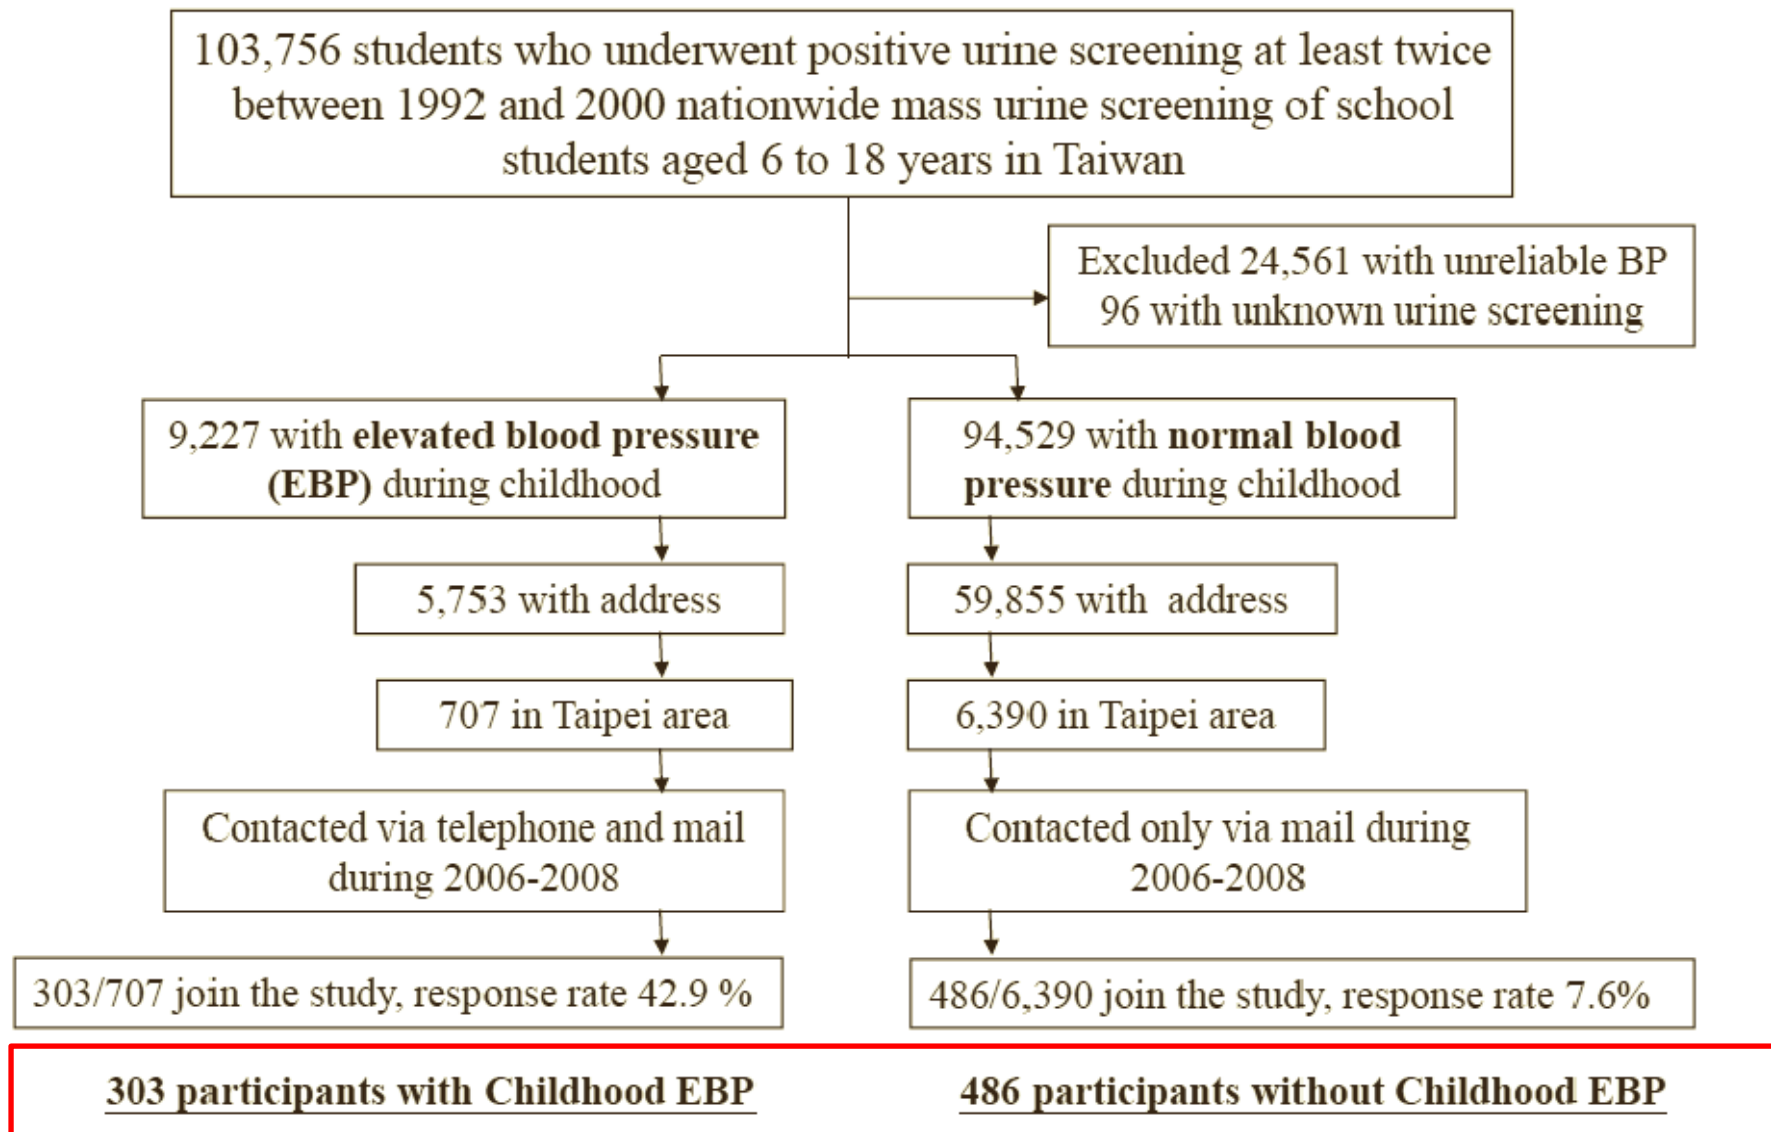 103,756 students who underwent positive urine screening at least twice
between 1992 and 2000 nationwide mass urine screening of school
students aged 6 to 18 years in Taiwan
Excluded 24,561 with unreliable BP
96 with unknown urine screening
9,227 with elevated blood pressure
(EBP) during childhood
94,529 with normal blood
pressure during childhood
5,753 with address
59,855 with address
707 in Taipei area
6,390 in Taipei area
Contacted via telephone and mail
during 2006-2008
Contacted only via mail during
2006-2008
303/707 join the study, response rate 42.9 %
486/6,390 join the study, response rate 7.6%
303 participants with Childhood EBP
486 participants without Childhood EBP